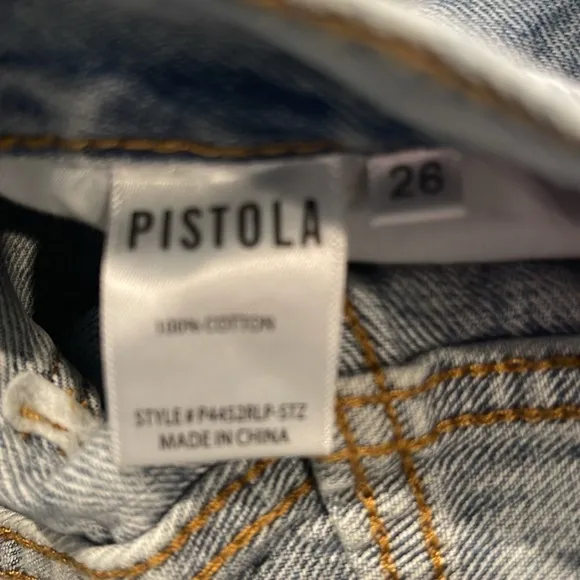 PISTOLA
26
100% COTTON
STYLE # P4452RLP-STZ
MADE IN CHINA